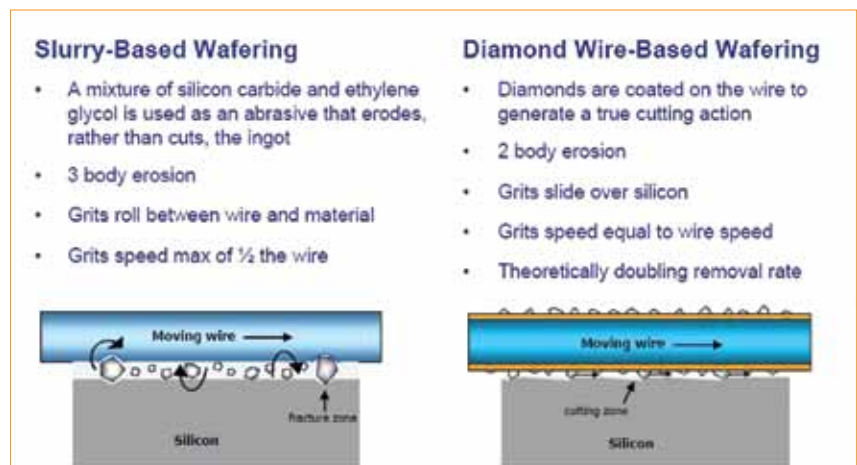 Slurry-Based Wafering
• A mixture of silicon carbide and ethylene
glycol is used as an abrasive that erodes,
rather than cuts, the ingot
• 3 body erosion
• Grits roll between wire and material
• Grits speed max of ½ the wire
Moving wire
fracture zone
Silicon
Diamond Wire-Based Wafering
• Diamonds are coated on the wire to
generate a true cutting action
• 2 body erosion
• Grits slide over silicon
• Grits speed equal to wire speed
• Theoretically doubling removal rate
Moving wire
cutting zone
Silicon